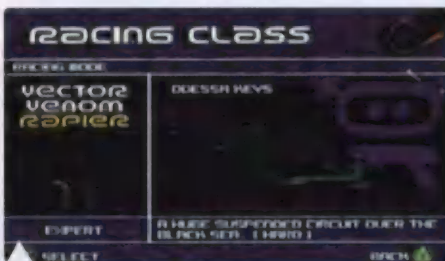 RACING CLASS
RACING MODE
VECTOR
VENOM
RAPIER
ODESSA KEYS
EXPERT
A HUGE SUSPENDED CIRCUIT OVER THE
BLACK SEA. (HARD)
SELECT
BACK